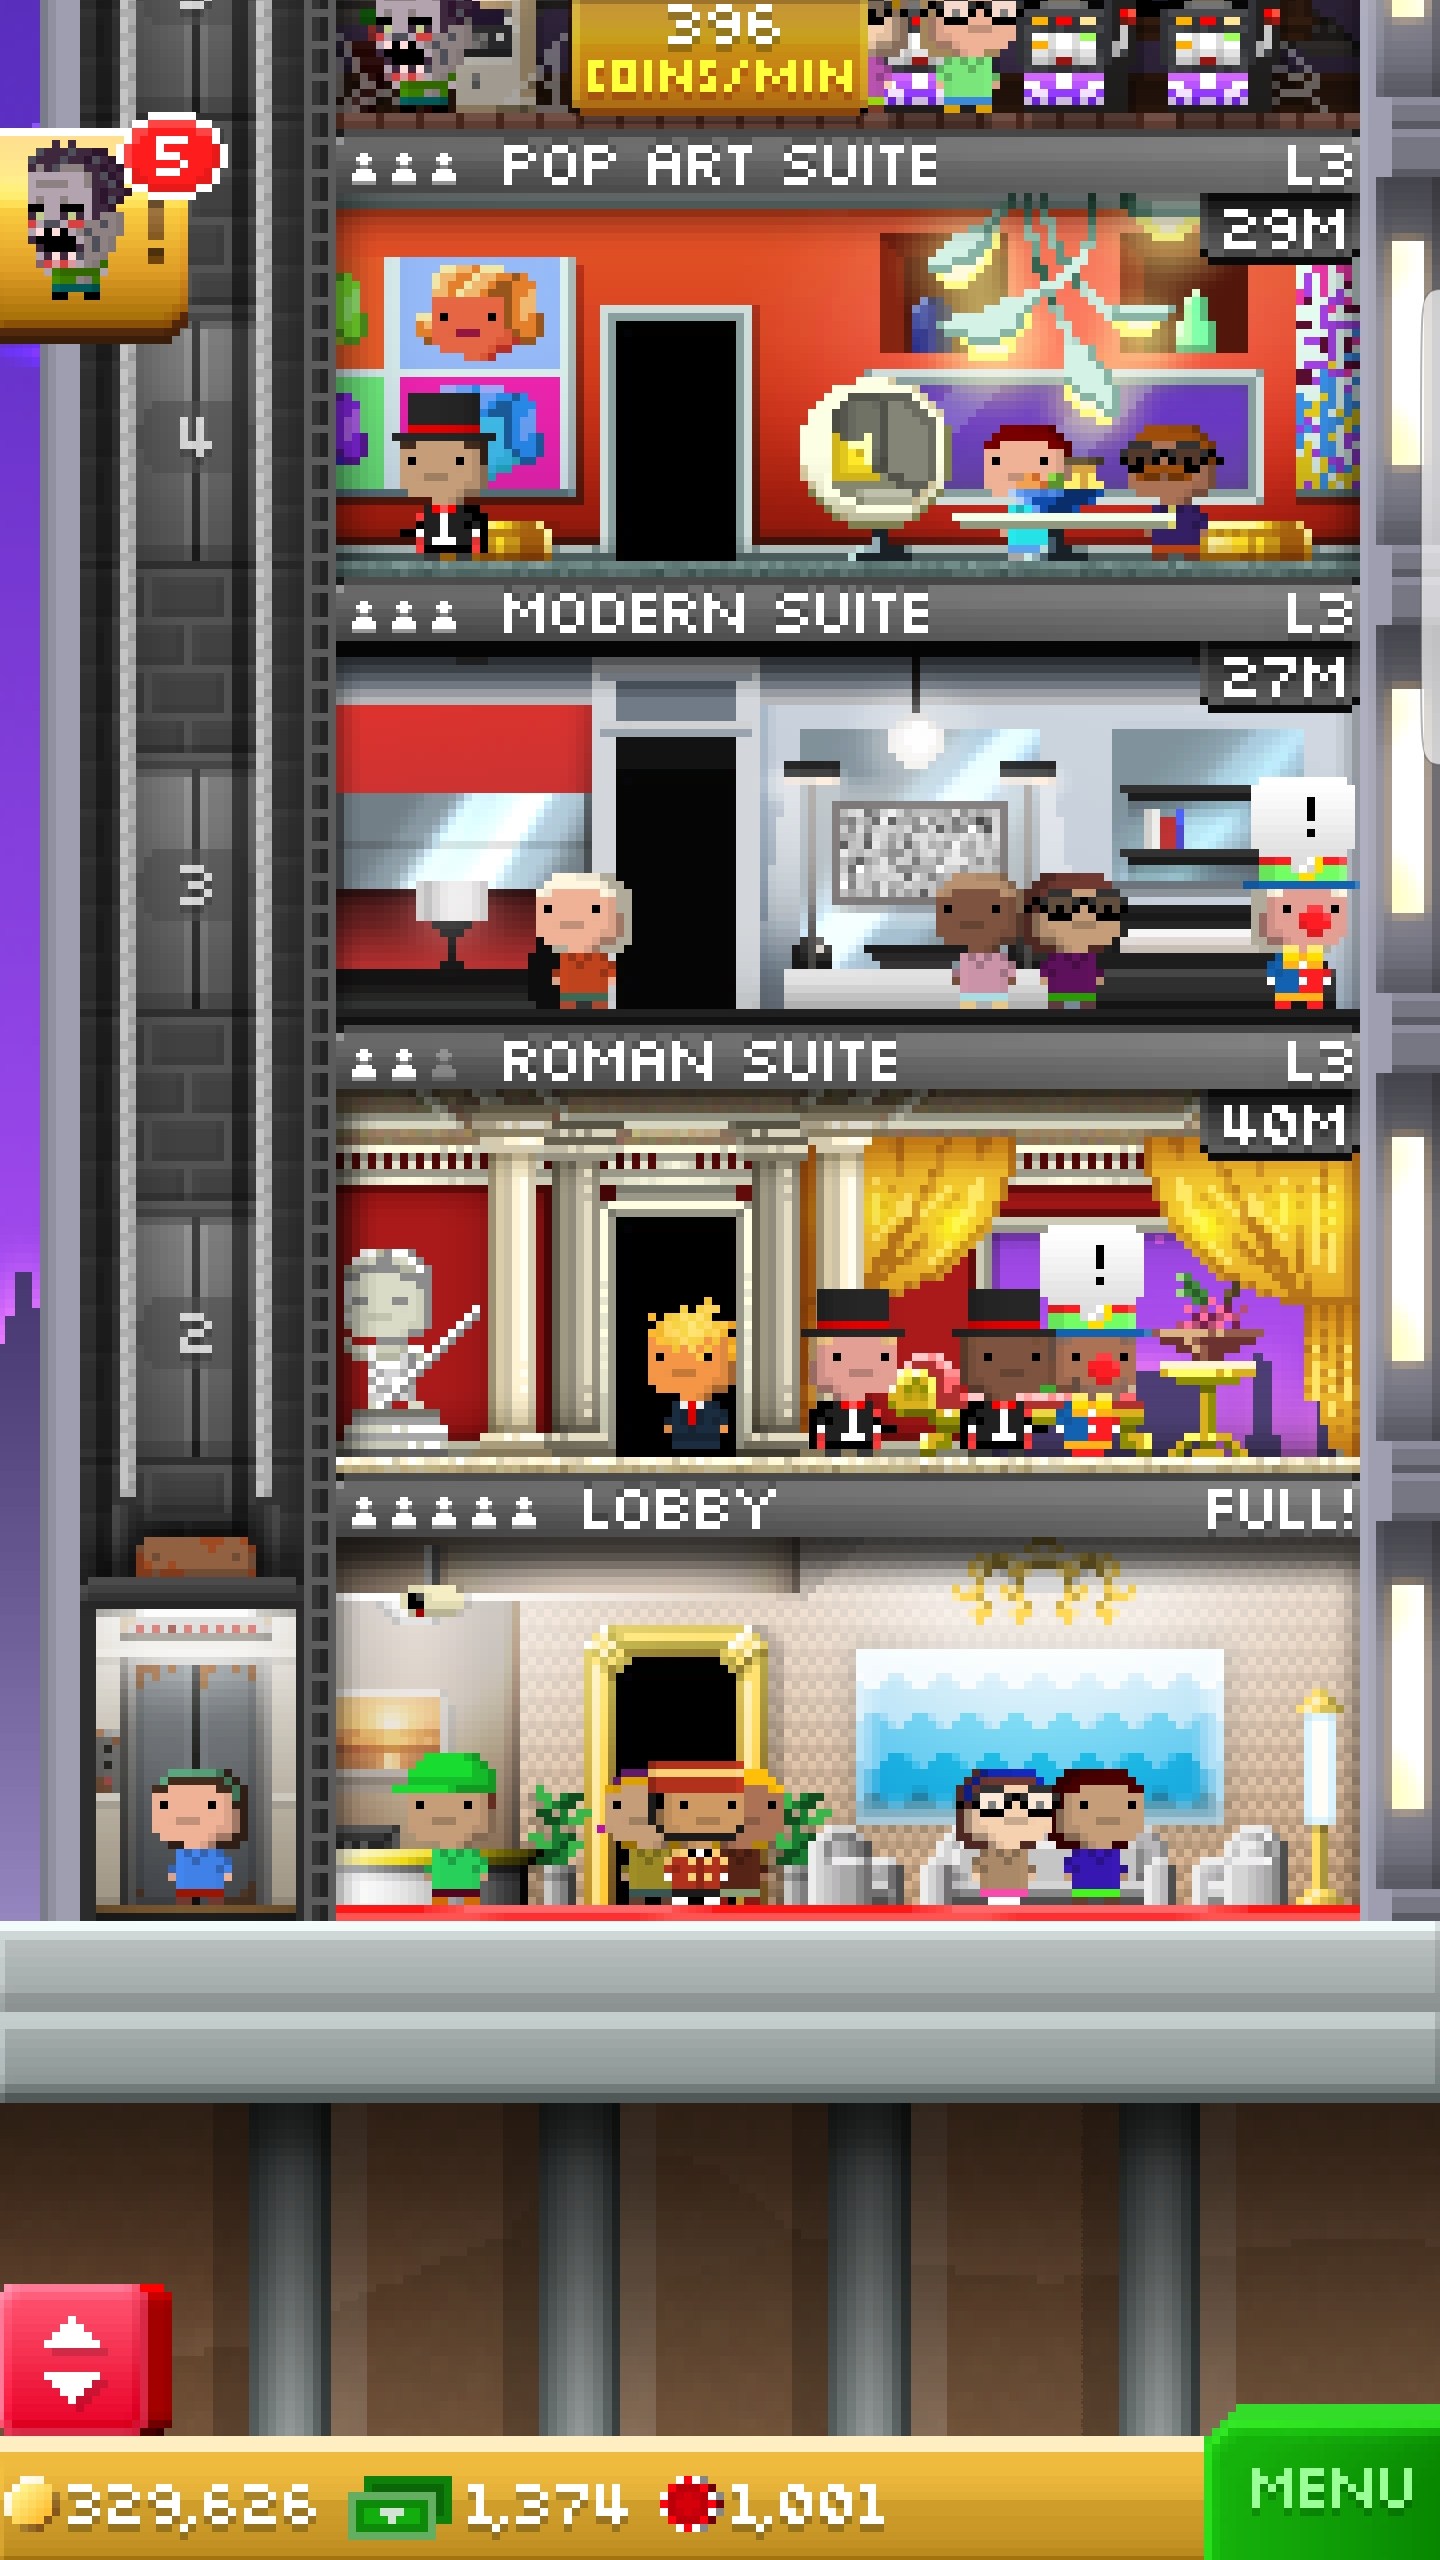 396
COINS/MIN
5
!
POP ART SUITE L3
29M
4
MODERN SUITE L3
27M
!
3
ROMAN SUITE L3
40M
!
2
LOBBY FULL!
329,626 1,374 1,001
MENU